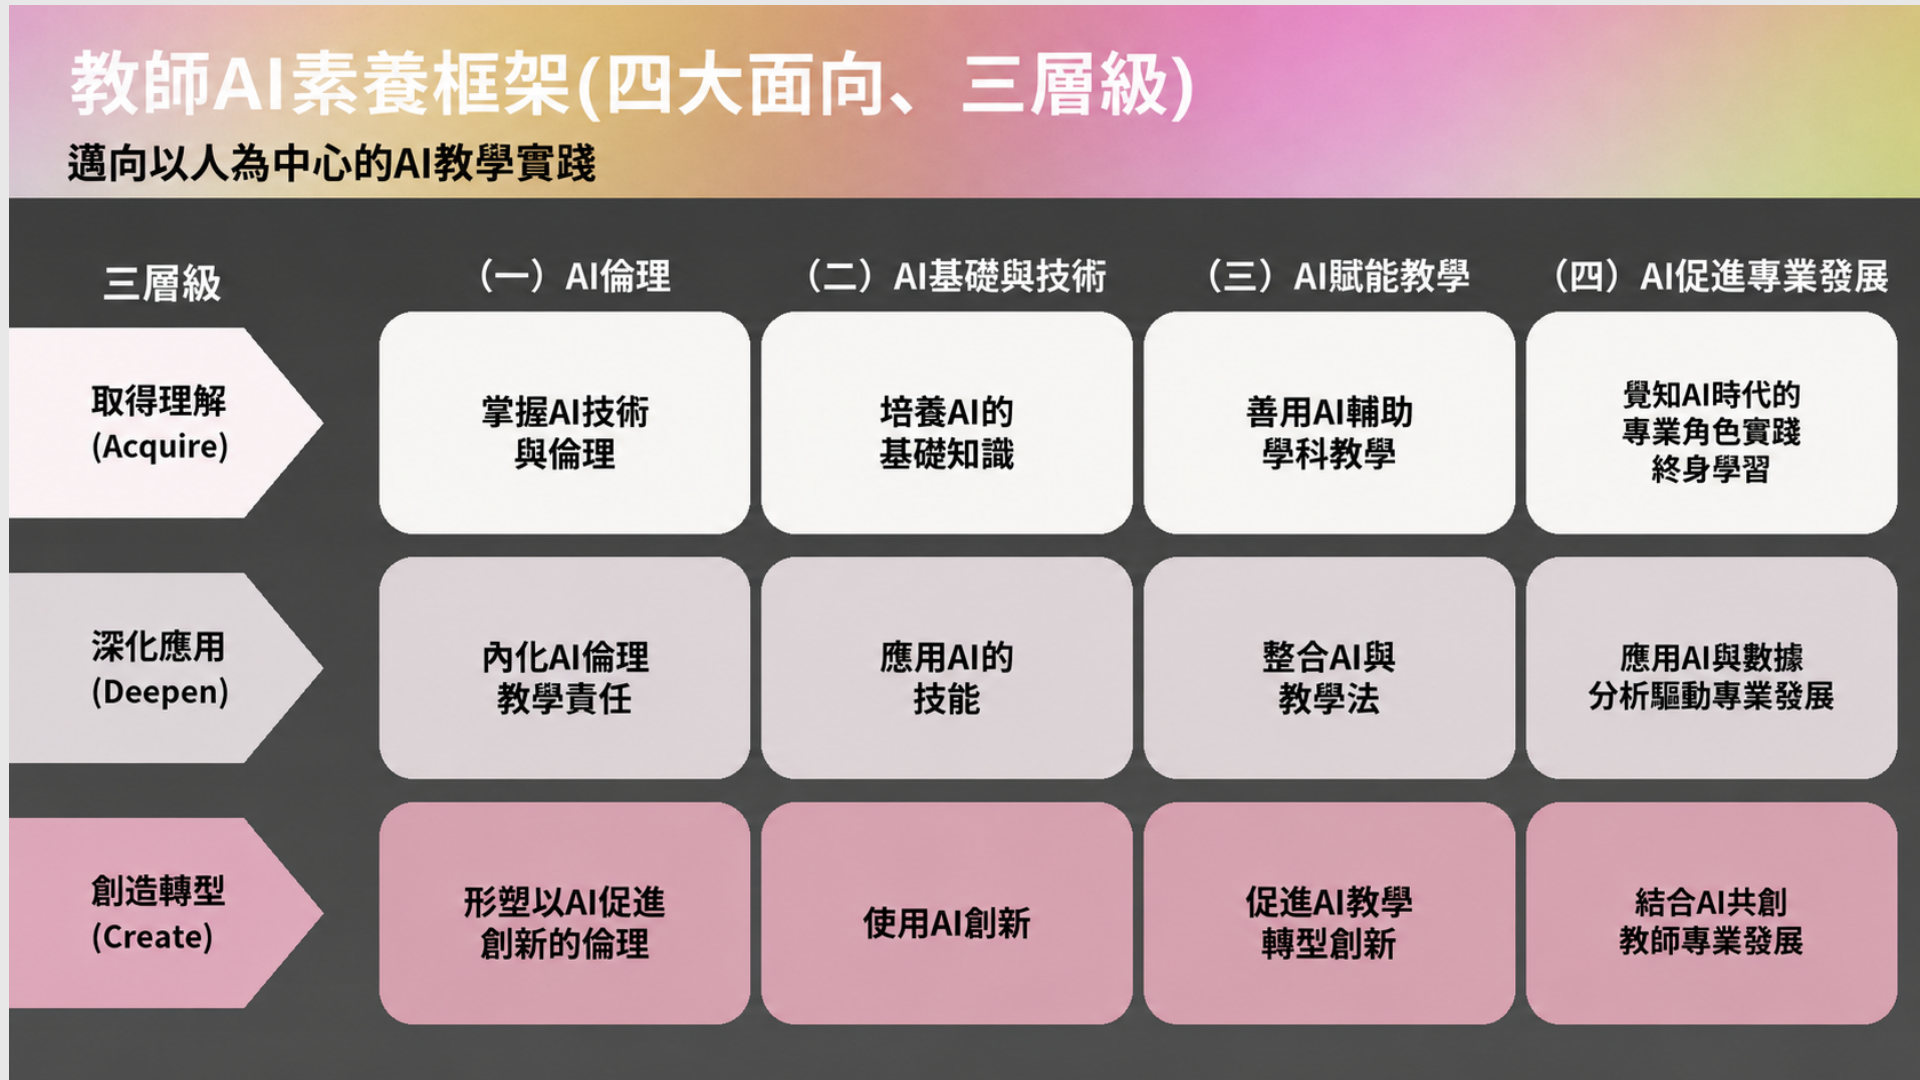 教師AI素養框架(四大面向、三層級)
邁向以人為中心的AI教學實踐
三層級
（一）AI倫理
（二）AI基礎與技術
（三）AI賦能教學
（四）AI促進專業發展
取得理解
(Acquire)
掌握AI技術
與倫理
培養AI的
基礎知識
善用AI輔助
學科教學
覺知AI時代的
專業角色實踐
終身學習
深化應用
(Deepen)
內化AI倫理
教學責任
應用AI的
技能
整合AI與
教學法
應用AI與數據
分析驅動專業發展
創造轉型
(Create)
形塑以AI促進
創新的倫理
使用AI創新
促進AI教學
轉型創新
結合AI共創
教師專業發展